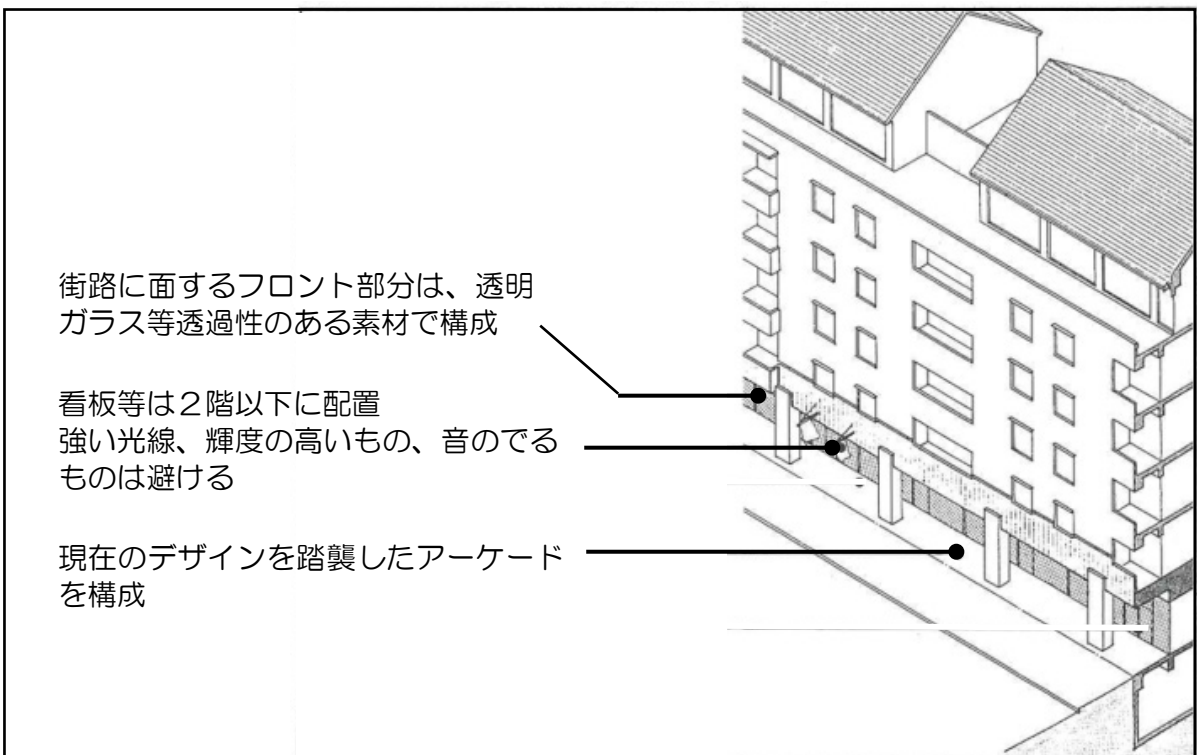 街路に面するフロント部分は、透明
ガラス等透過性のある素材で構成
看板等は２階以下に配置
強い光線、輝度の高いもの、音のでる
ものは避ける
現在のデザインを踏襲したアーケード
を構成